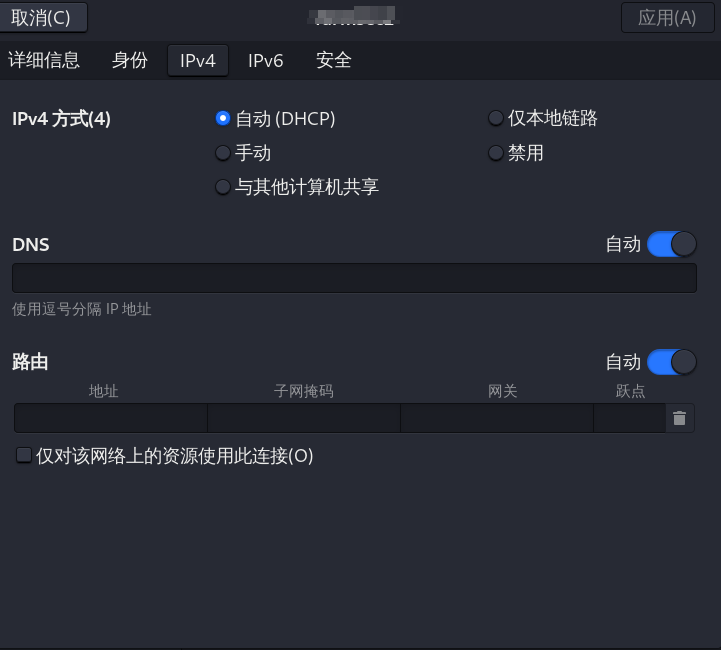 取消(C) 应用(A)
详细信息 身份 IPv4 IPv6 安全
IPv4 方式(4) 自动 (DHCP) 仅本地链路
手动 禁用
与其他计算机共享
DNS 自动
使用逗号分隔 IP 地址
路由 自动
地址 子网掩码 网关 跃点
仅对该网络上的资源使用此连接(O)